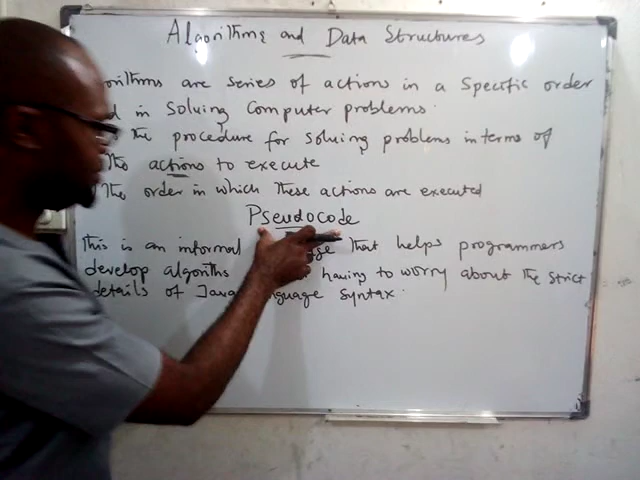 Algorithms and Data Structures
orithms are series of actions in a Specific order
d in Solving Computer problems.
the procedure for Solving problems in terms of
the actions to execute
the order in which these actions are executed
Pseudocode
This is an informal that helps programmers
develop algoriths having to worry about the strict
details of Java language Syntax.